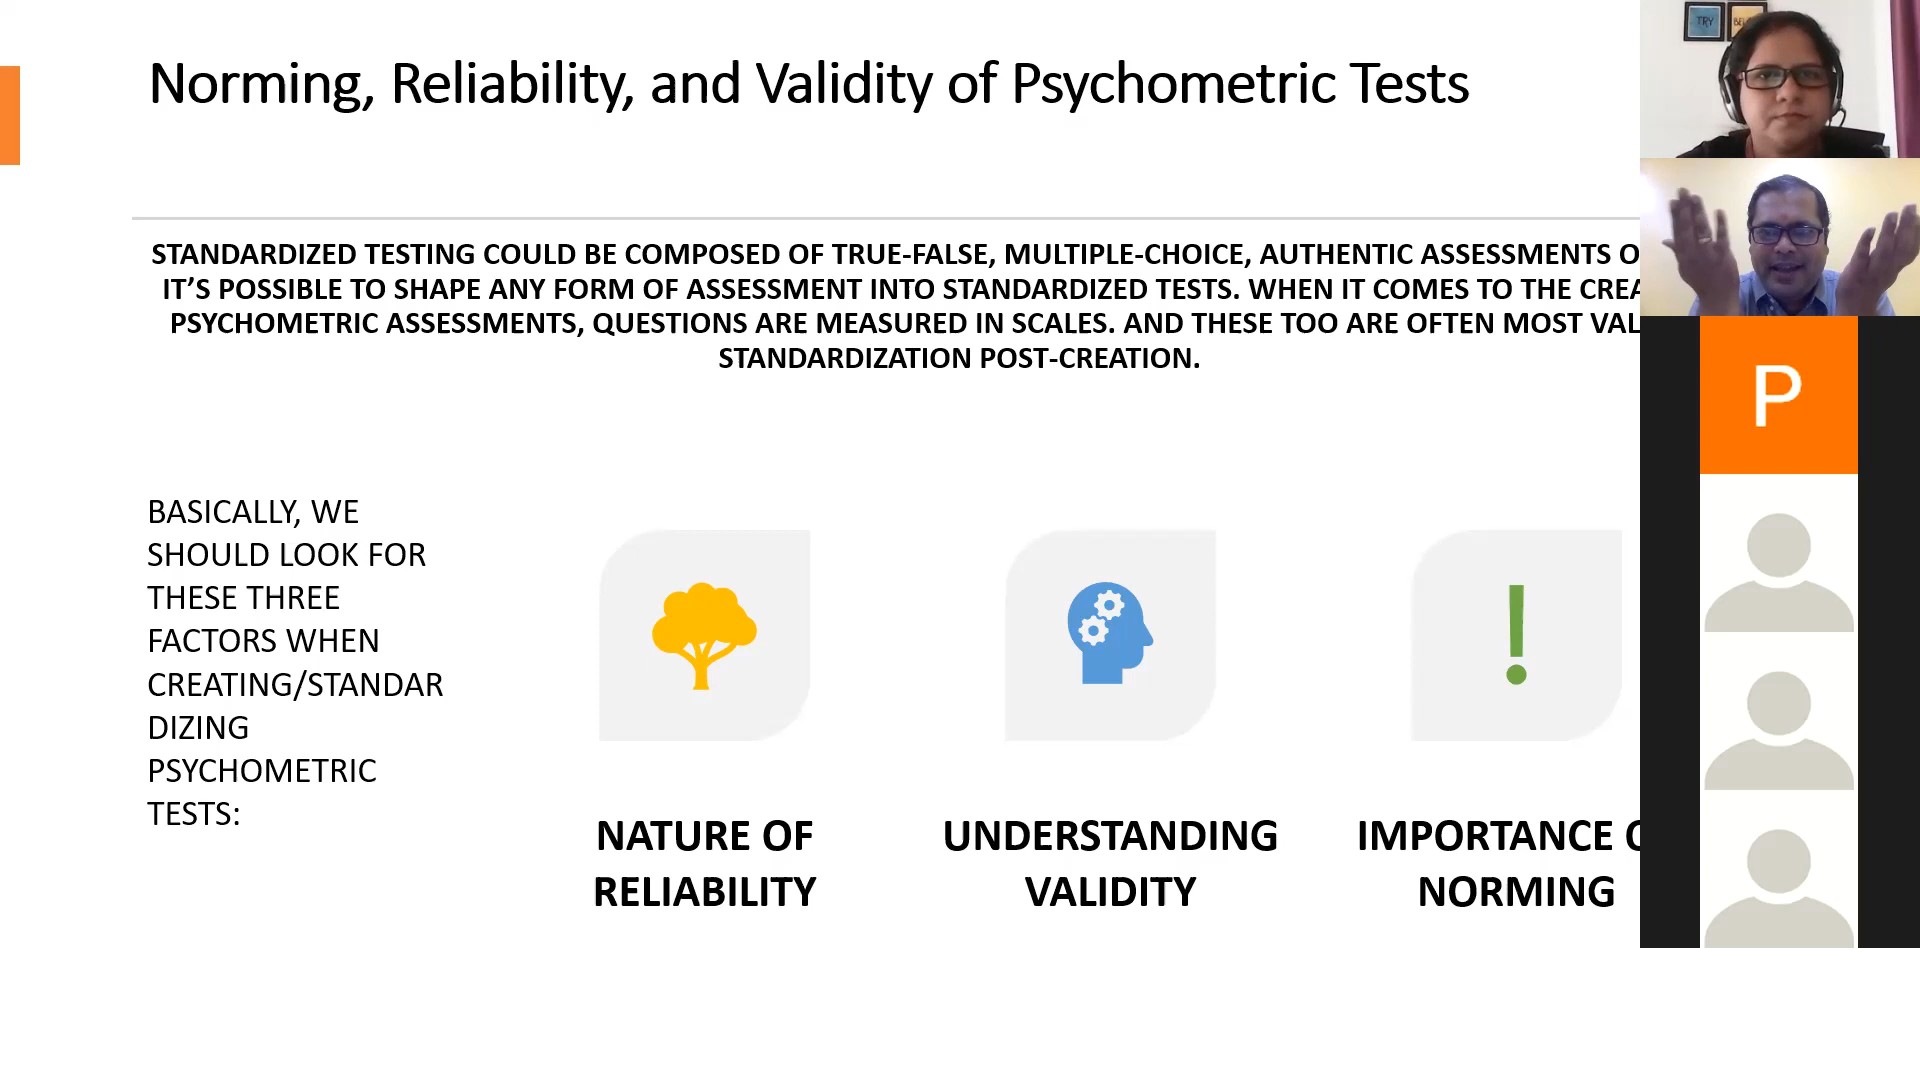 Norming, Reliability, and Validity of Psychometric Tests
STANDARDIZED TESTING COULD BE COMPOSED OF TRUE-FALSE, MULTIPLE-CHOICE, AUTHENTIC ASSESSMENTS
IT’S POSSIBLE TO SHAPE ANY FORM OF ASSESSMENT INTO STANDARDIZED TESTS. WHEN IT COMES TO THE
PSYCHOMETRIC ASSESSMENTS, QUESTIONS ARE MEASURED IN SCALES. AND THESE TOO ARE OFTEN MOST
STANDARDIZATION POST-CREATION.
BASICALLY, WE
SHOULD LOOK FOR
THESE THREE
FACTORS WHEN
CREATING/STANDAR
DIZING
PSYCHOMETRIC
TESTS:
NATURE OF
RELIABILITY
UNDERSTANDING
VALIDITY
IMPORTANCE
NORMING
TRY
P